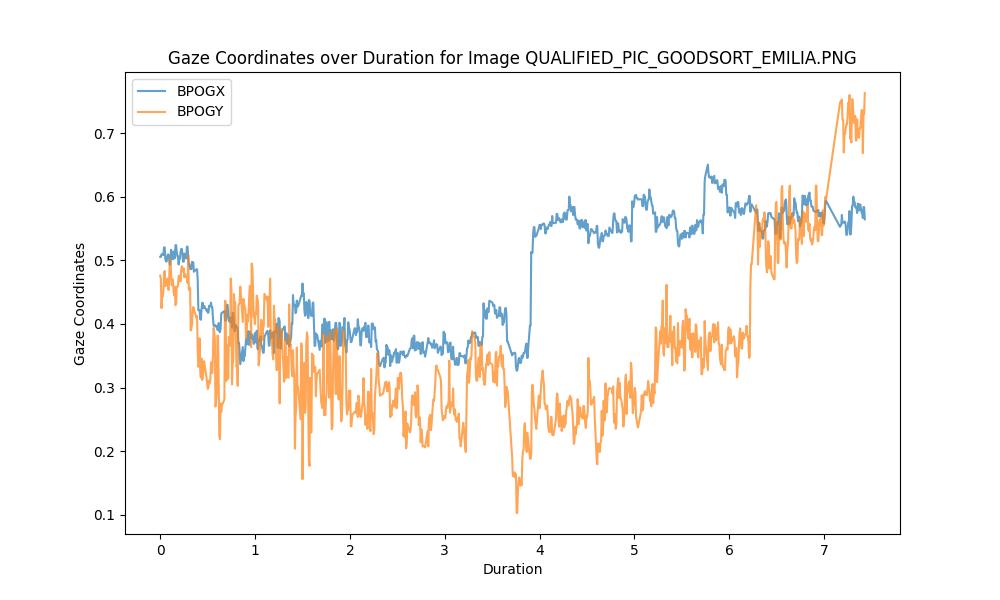 Gaze Coordinates over Duration for Image QUALIFIED_PIC_GOODSORT_EMILIA.PNG
BPOGX
BPOGY
Gaze Coordinates
0.7
0.6
0.5
0.4
0.3
0.2
0.1
0 1 2 3 4 5 6 7
Duration